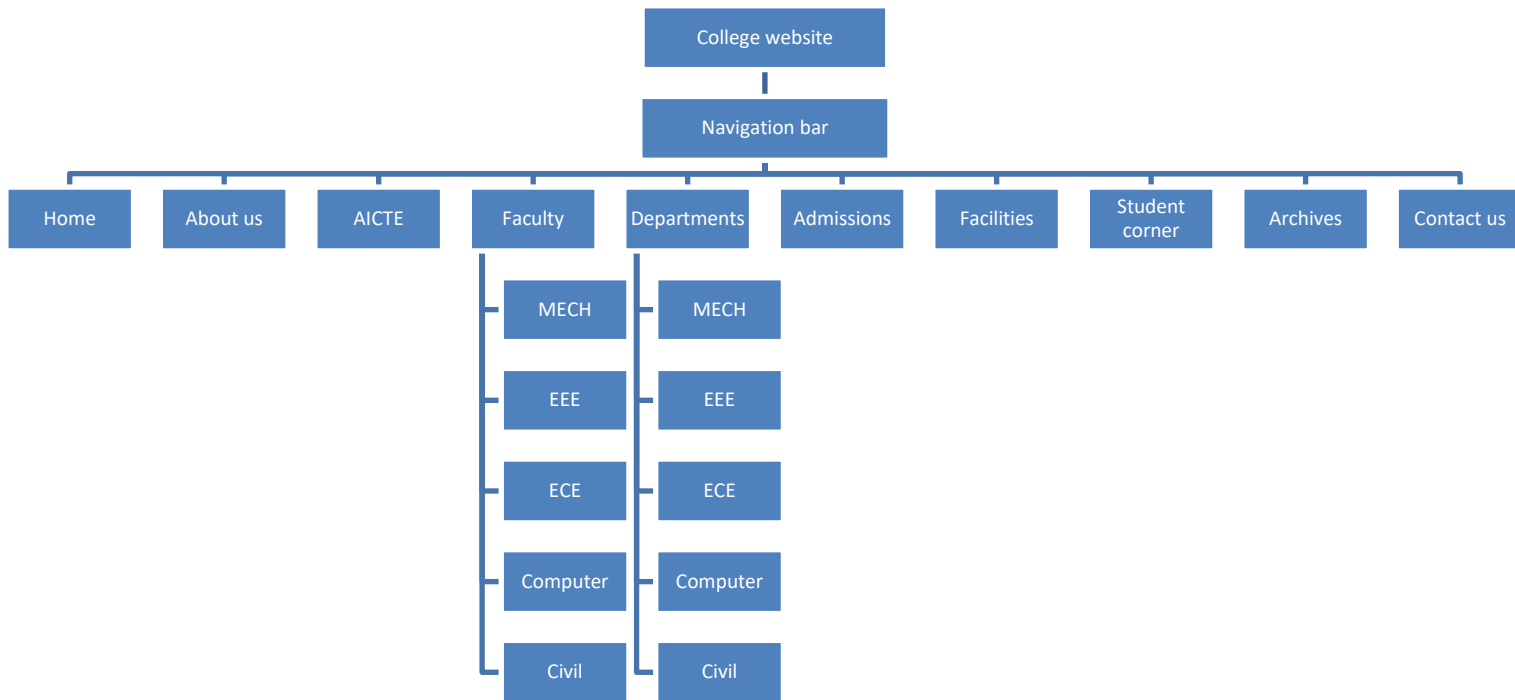 College website
Navigation bar
Home
About us
AICTE
Faculty
Departments
Admissions
Facilities
Student
corner
Archives
Contact us
MECH
EEE
ECE
Computer
Civil
MECH
EEE
ECE
Computer
Civil